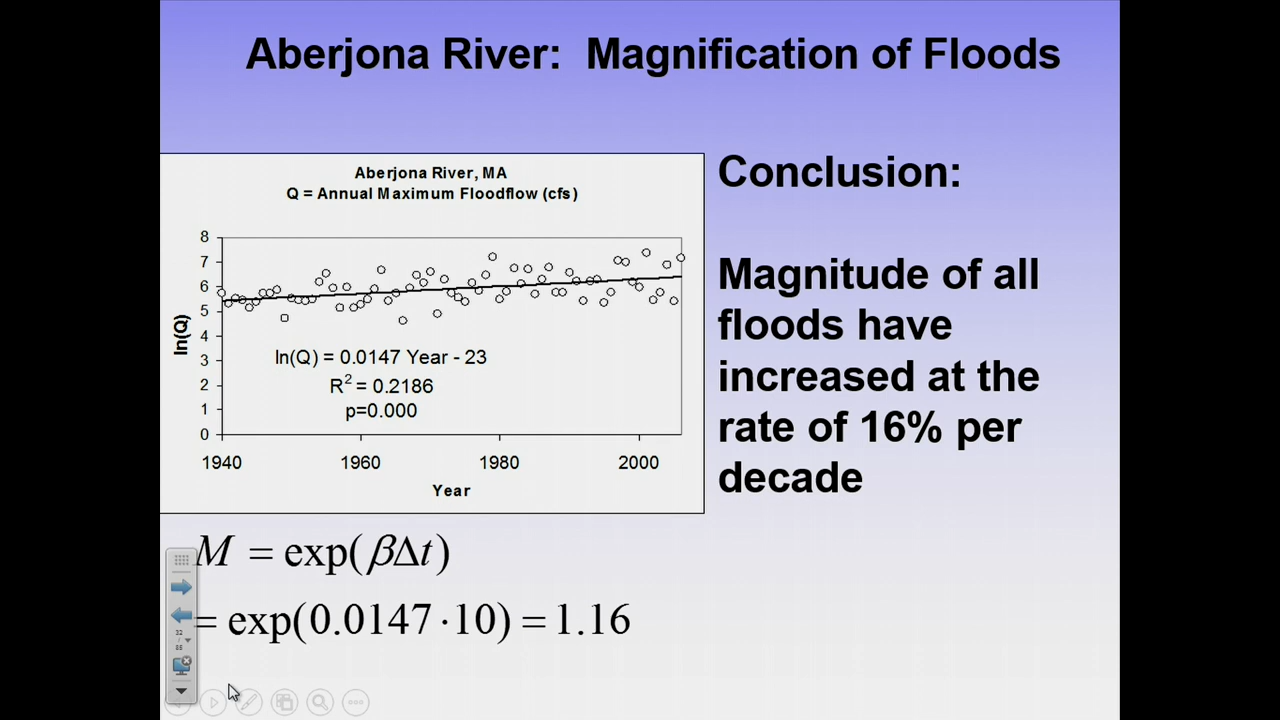 Aberjona River: Magnification of Floods
Aberjona River, MA
Q = Annual Maximum Floodflow (cfs)
8
7
6
5
4
3
2
1
0
ln(Q)
ln(Q) = 0.0147 Year - 23
R² = 0.2186
p=0.000
1940 1960 1980 2000
Year
Conclusion:
Magnitude of all
floods have
increased at the
rate of 16% per
decade
M = exp(βΔt)
= exp(0.0147·10) = 1.16